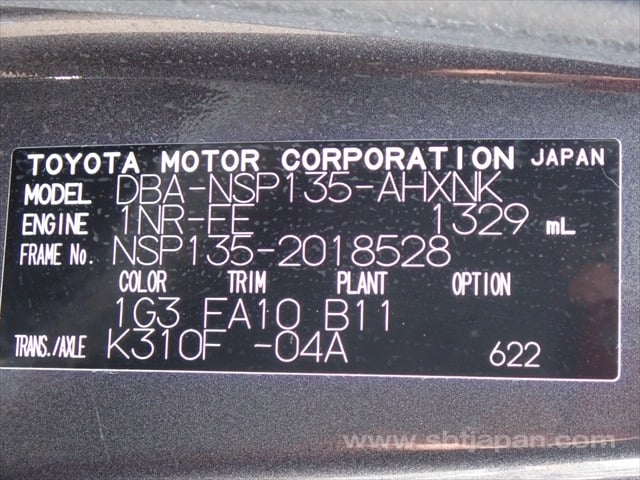 TOYOTA MOTOR CORPORATION JAPAN
MODEL DBA-NSP135-AHXNK
ENGINE 1NR-EE 1329 mL
FRAME No. NSP135-2018528
COLOR TRIM PLANT OPTION
1G3 FA10 B11
TRANS./AXLE K310F -04A 622
www.sbtjapan.com